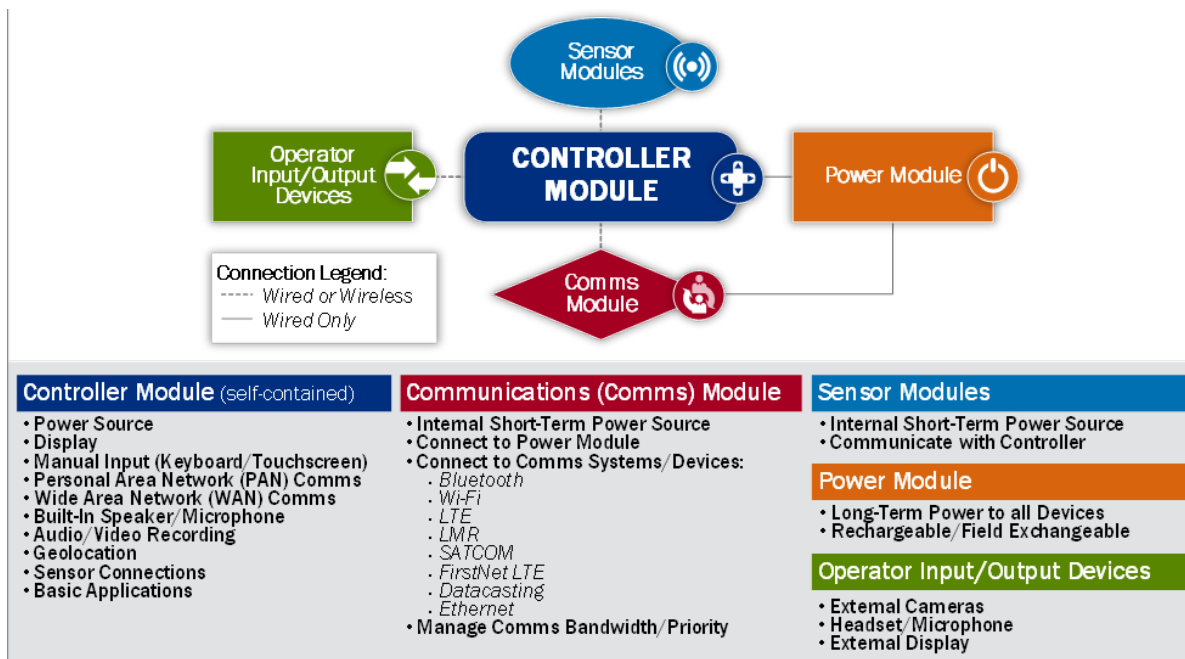 Sensor
Modules
Operator
Input/Output
Devices
CONTROLLER
MODULE
Power Module
Connection Legend:
Wired or Wireless
Wired Only
Comms
Module
Controller Module (self-contained)
• Power Source
• Display
• Manual Input (Keyboard/Touchscreen)
• Personal Area Network (PAN) Comms
• Wide Area Network (WAN) Comms
• Built-In Speaker/Microphone
• Audio/Video Recording
• Geolocation
• Sensor Connections
• Basic Applications
Communications (Comms) Module
• Internal Short-Term Power Source
• Connect to Power Module
• Connect to Comms Systems/Devices:
• Bluetooth
• Wi-Fi
• LTE
• LMR
• SATCOM
• FirstNet LTE
• Datacasting
• Ethernet
• Manage Comms Bandwidth/Priority
Sensor Modules
• Internal Short-Term Power Source
• Communicate with Controller
Power Module
• Long-Term Power to all Devices
• Rechargeable/Field Exchangeable
Operator Input/Output Devices
• External Cameras
• Headset/Microphone
• External Display